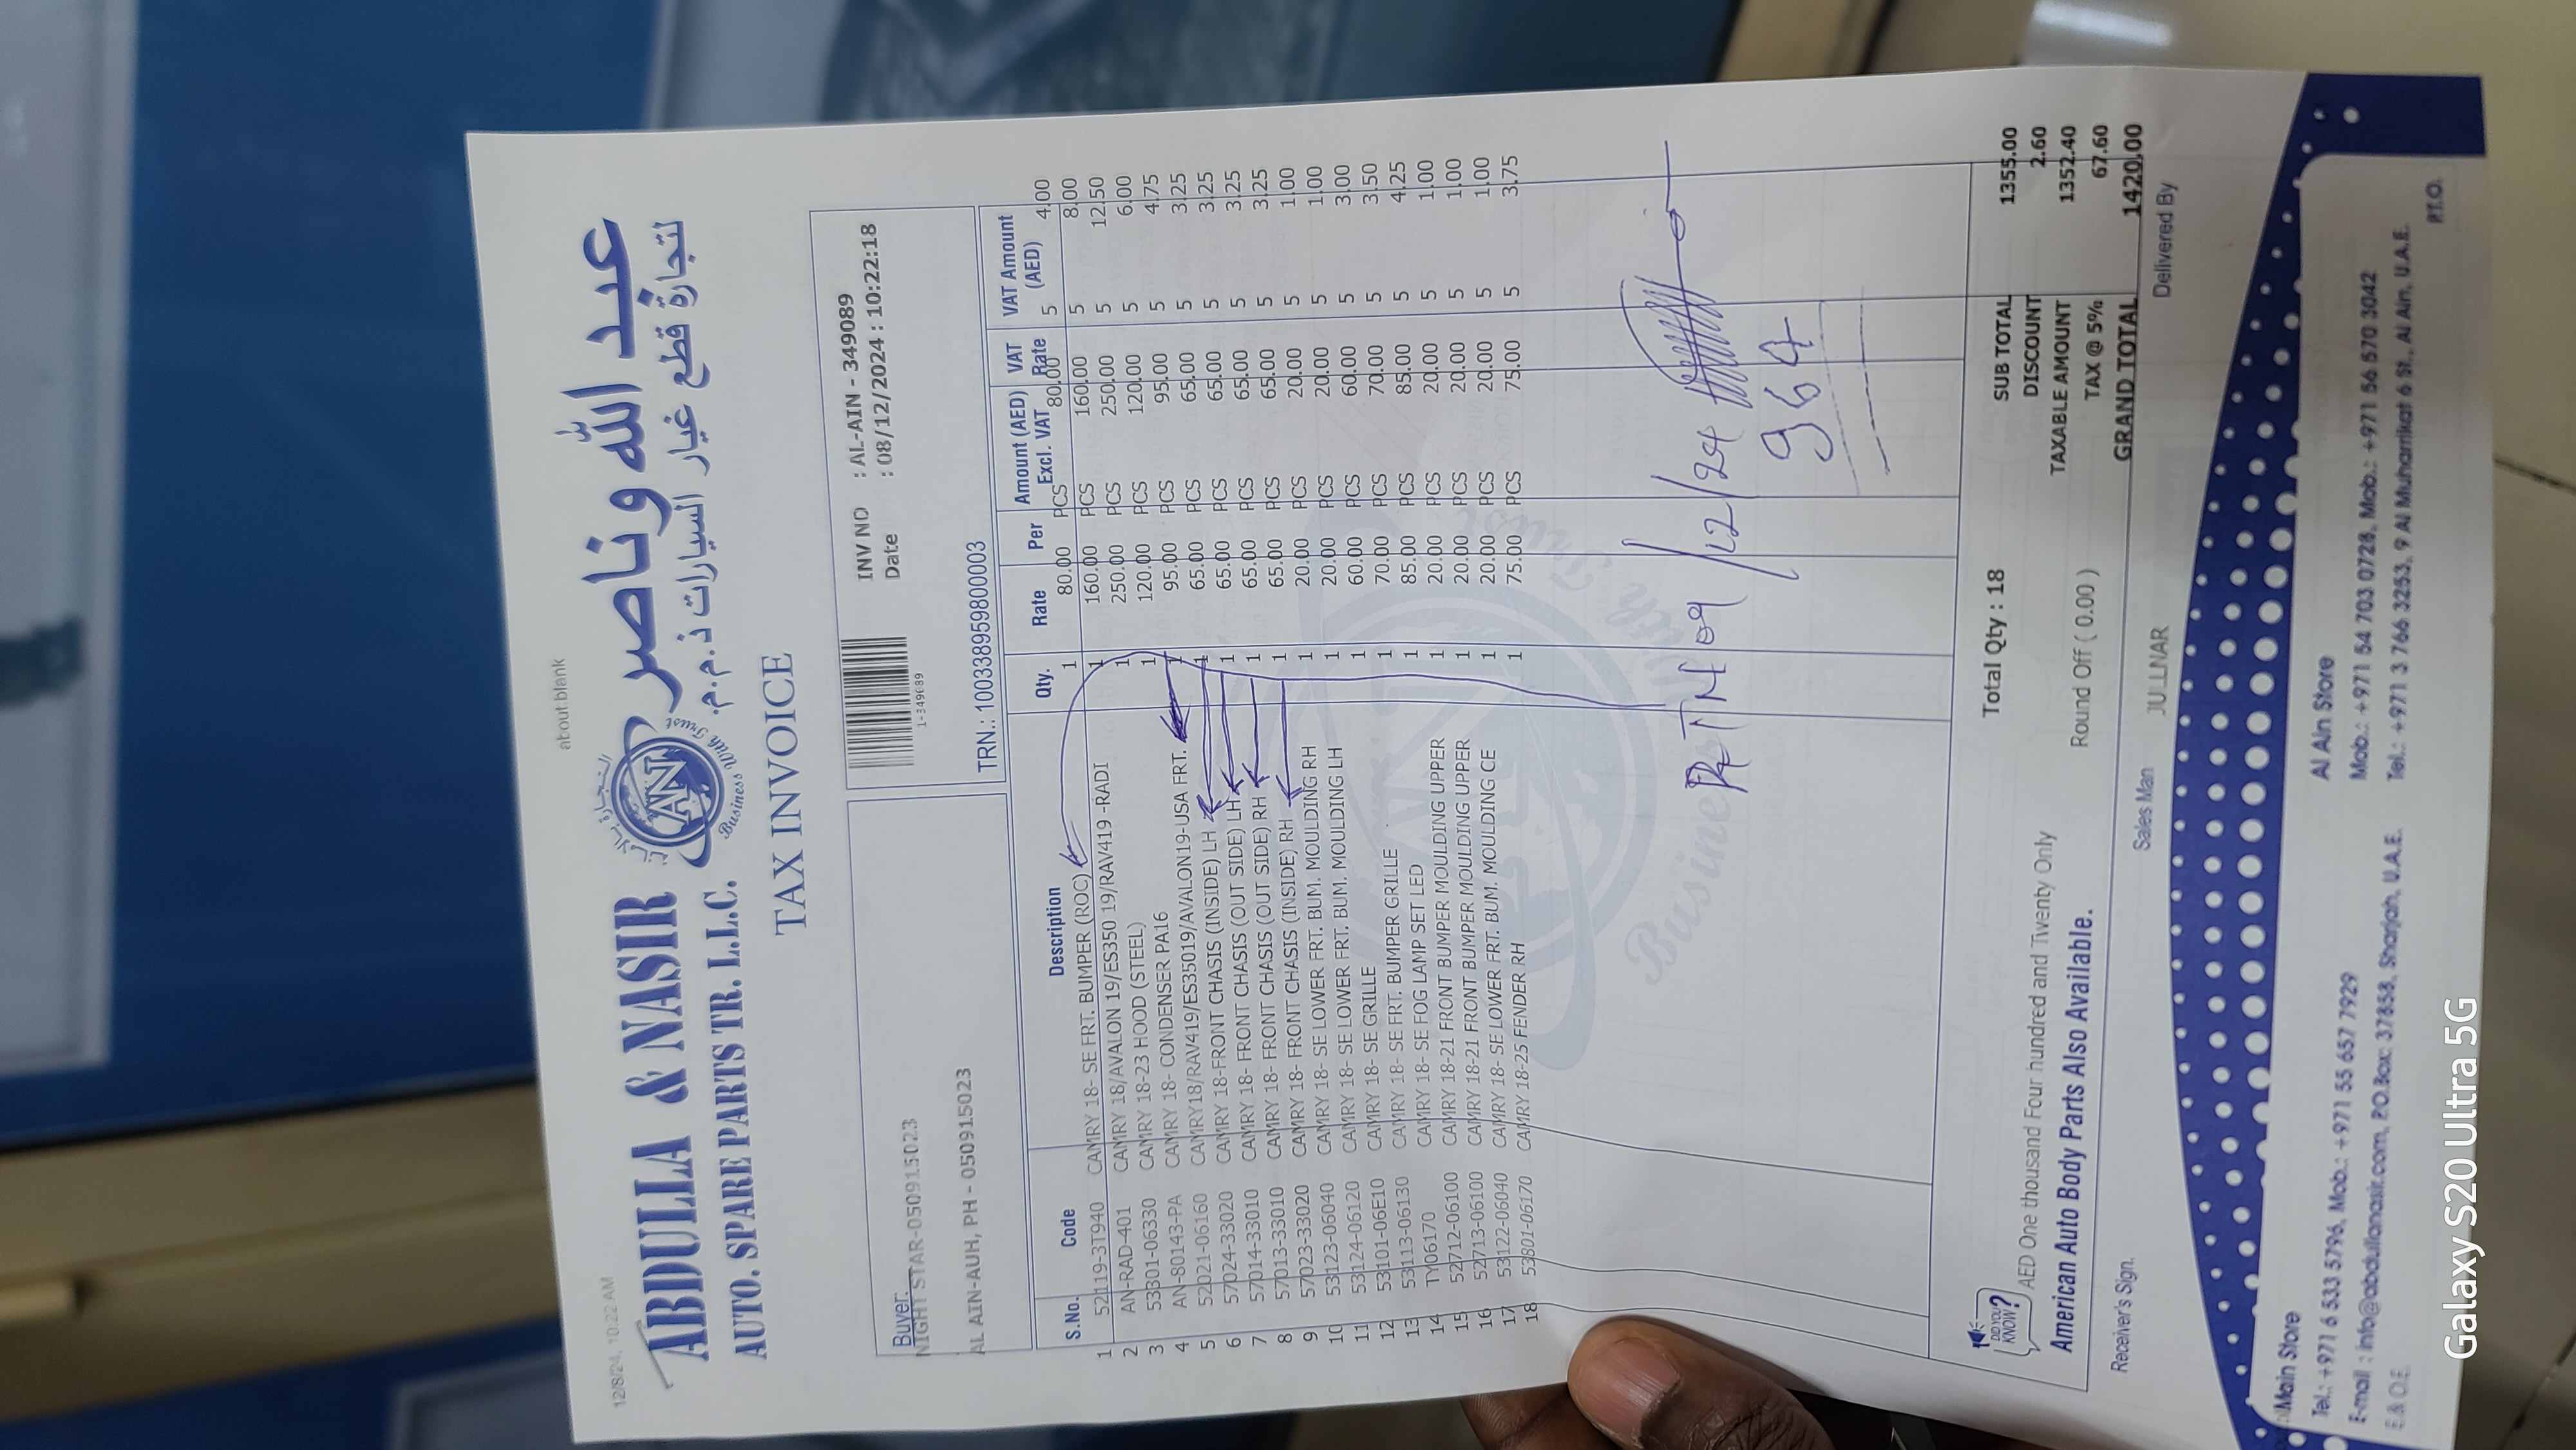 12/8/24, 10:22 AM about:blank
ABDULLA & NASIR عبد الله وناصر
AUTO. SPARE PARTS TR. L.L.C. لتجارة قطع غيار السيارات ذ.م.م.
AN
Business With Trust
TAX INVOICE
Buyer:
NIGHT STAR-050915023
AL AIN-AUH, PH - 0509150​23
1-349089
INV NO : AL-AIN - 349089
Date : 08/12/2024 : 10:22:18
TRN.: 100338959800003
S.No. Code Description Qty. Rate Per Amount (AED) Excl. VAT VAT Rate VAT Amount (AED)
1 52119-3T940 CAMRY 18- SE FRT. BUMPER (ROC) 1 80.00 PCS 80.00 5 4.00
2 AN-RAD-401 CAMRY 18/AVALON 19/ES350 19/RAV419 -RADI 1 160.00 PCS 160.00 5 8.00
3 53301-06330 CAMRY 18-23 HOOD (STEEL) 1 250.00 PCS 250.00 5 12.50
4 AN-80143-PA CAMRY 18- CONDENSER PA16 1 120.00 PCS 120.00 5 6.00
5 52021-06160 CAMRY18/RAV419/ES35019/AVALON19-USA FRT. 1 95.00 PCS 95.00 5 4.75
6 57024-33020 CAMRY 18-FRONT CHASIS (INSIDE) LH 1 65.00 PCS 65.00 5 3.25
7 57014-33010 CAMRY 18- FRONT CHASIS (OUT SIDE) LH 1 65.00 PCS 65.00 5 3.25
8 57013-33010 CAMRY 18- FRONT CHASIS (OUT SIDE) RH 1 65.00 PCS 65.00 5 3.25
9 57023-33020 CAMRY 18- FRONT CHASIS (INSIDE) RH 1 65.00 PCS 65.00 5 3.25
10 53123-06040 CAMRY 18- SE LOWER FRT. BUM. MOULDING RH 1 20.00 PCS 20.00 5 1.00
11 53124-06120 CAMRY 18- SE LOWER FRT. BUM. MOULDING LH 1 20.00 PCS 20.00 5 1.00
12 53101-06E10 CAMRY 18- SE GRILLE 1 60.00 PCS 60.00 5 3.00
13 53113-06130 CAMRY 18- SE FRT. BUMPER GRILLE 1 70.00 PCS 70.00 5 3.50
14 TY06170 CAMRY 18- SE FOG LAMP SET LED 1 85.00 PCS 85.00 5 4.25
15 52712-06100 CAMRY 18-21 FRONT BUMPER MOULDING UPPER 1 20.00 PCS 20.00 5 1.00
16 52713-06100 CAMRY 18-21 FRONT BUMPER MOULDING UPPER 1 20.00 PCS 20.00 5 1.00
17 53122-06040 CAMRY 18- SE LOWER FRT. BUM. MOULDING CE 1 20.00 PCS 20.00 5 1.00
18 53801-06170 CAMRY 18-25 FENDER RH 1 75.00 PCS 75.00 5 3.75
09/12/24
964
Total Qty : 18 SUB TOTAL 1355.00
DISCOUNT 2.60
DID YOU KNOW?
AED One thousand Four hundred and Twenty Only TAXABLE AMOUNT 1352.40
American Auto Body Parts Also Available. Round Off ( 0.00 ) TAX @ 5% 67.60
GRAND TOTAL 1420.00
Receiver's Sign. Sales Man JULNAR Delivered By
Main Store
Tel.: +971 6 533 5796, Mob.: +971 55 657 7929
E-mail : info@abdullanasir.com, P.O.Box: 37858, Sharjah, U.A.E.
E & O.E.
Al Ain Store
Mob.: +971 54 703 0728, Mob.: +971 56 570 3042
Tel.: +971 3 766 3253, 9 Al Muharrikat 6 St., Al Ain, U.A.E.
P.T.O.
Galaxy S20 Ultra 5G